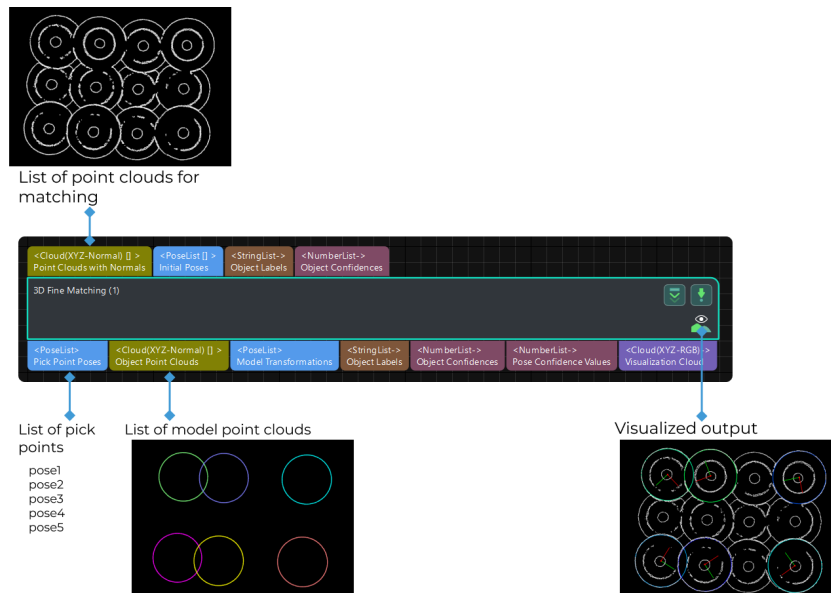 List of point clouds for
matching
<Cloud(XYZ-Normal) [] >
Point Clouds with Normals
<PoseList [] >
Initial Poses
<StringList->
Object Labels
<NumberList->
Object Confidences
3D Fine Matching (1)
<PoseList>
Pick Point Poses
<Cloud(XYZ-Normal) [] >
Object Point Clouds
<PoseList>
Model Transformations
<StringList->
Object Labels
<NumberList->
Object Confidences
<NumberList->
Pose Confidence Values
<Cloud(XYZ-RGB) ->
Visualization Cloud
List of pick
points
pose1
pose2
pose3
pose4
pose5
List of model point clouds
Visualized output